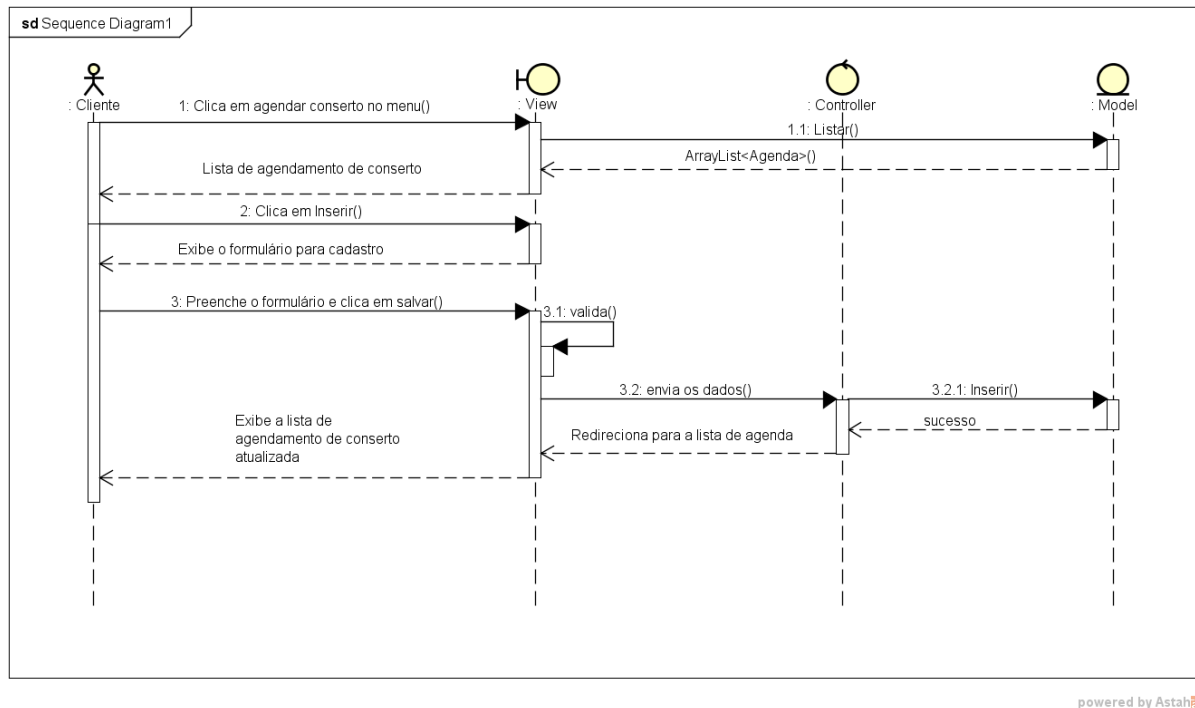 sd Sequence Diagram1
: Cliente
: View
: Controller
: Model
1: Clica em agendar conserto no menu()
1.1: Listar()
ArrayList<Agenda>()
Lista de agendamento de conserto
2: Clica em Inserir()
Exibe o formulário para cadastro
3: Preenche o formulário e clica em salvar()
3.1: valida()
3.2: envia os dados()
3.2.1: Inserir()
sucesso
Redireciona para a lista de agenda
Exibe a lista de
agendamento de conserto
atualizada
powered by Astah